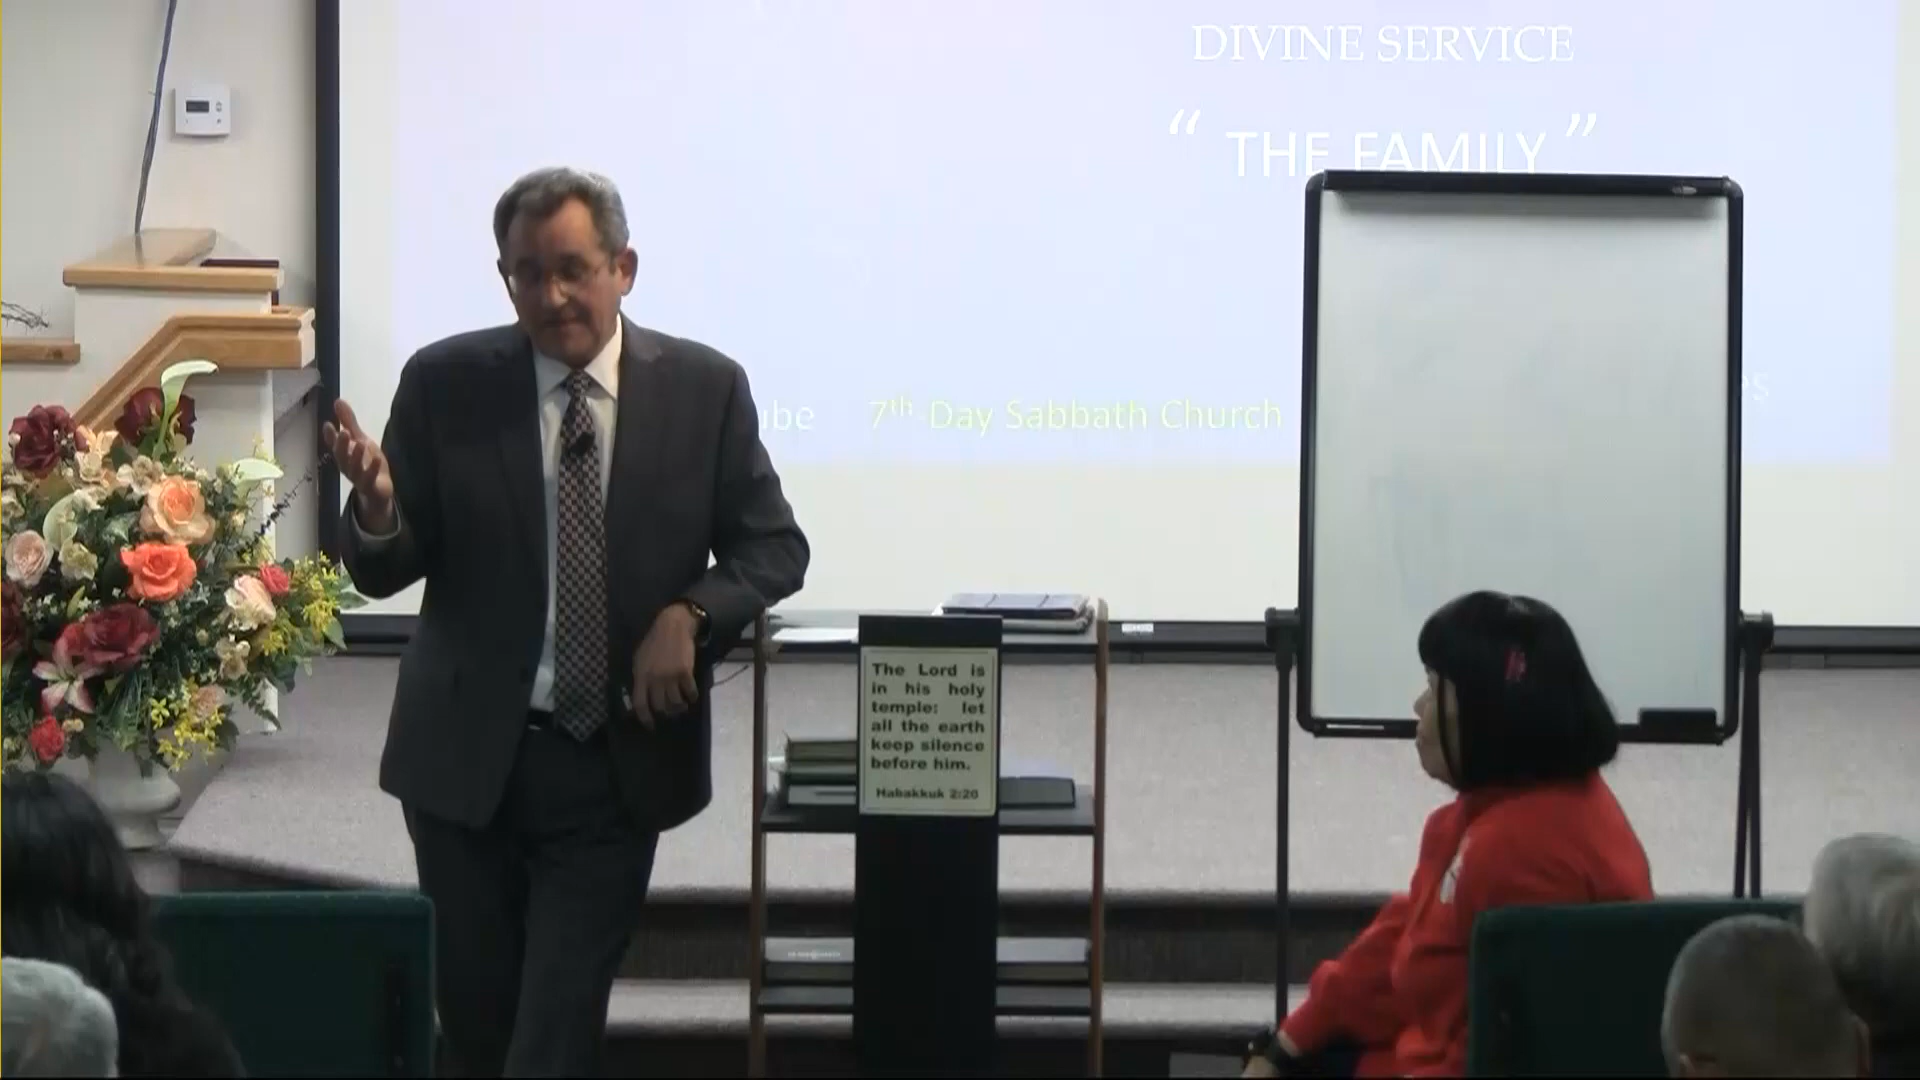 DIVINE SERVICE
“ THE FAMILY ”
7th-Day Sabbath Church
The Lord is
in his holy
temple: let
all the earth
keep silence
before him.
Habakkuk 2:20